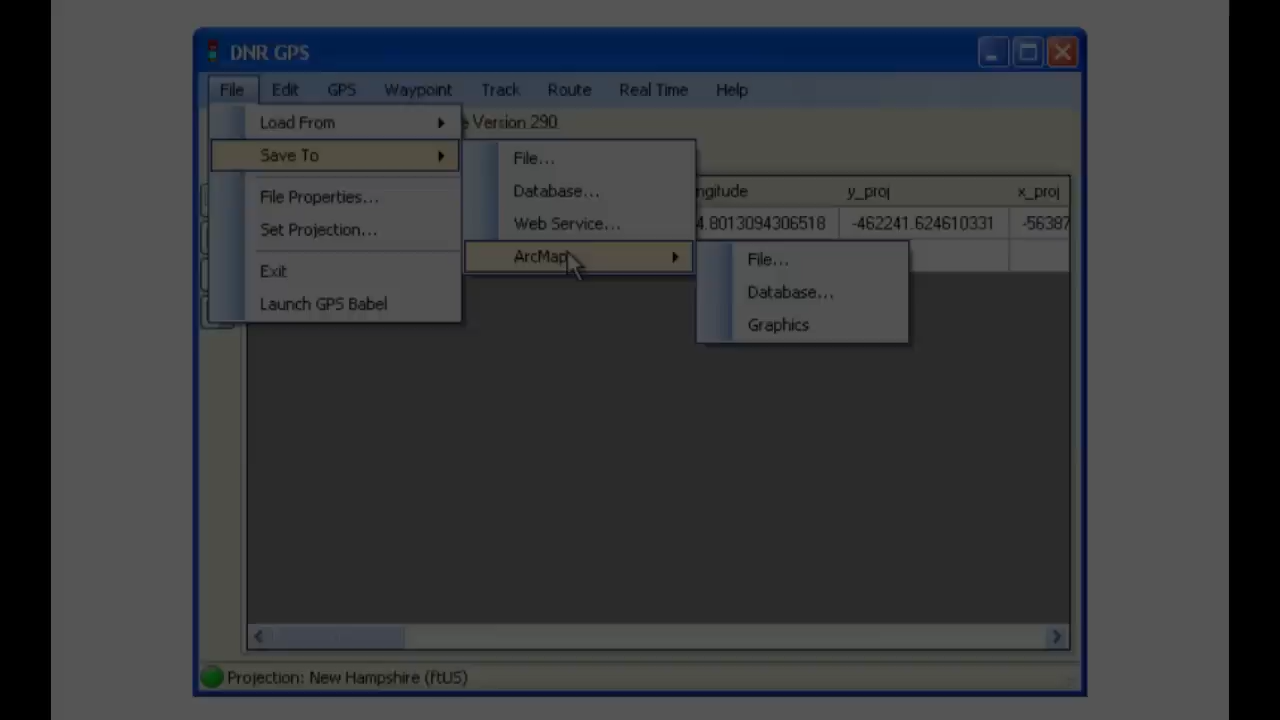 DNR GPS
File Edit GPS Waypoint Track Route Real Time Help
Load From
Version 290
Save To
File...
Database...
Web Service...
ArcMap
File Properties...
Set Projection...
Exit
Launch GPS Babel
File...
Database...
Graphics
ngitude y_proj x_proj
4.8013094306518 -462241.624610331 -56387
Projection: New Hampshire (ftUS)